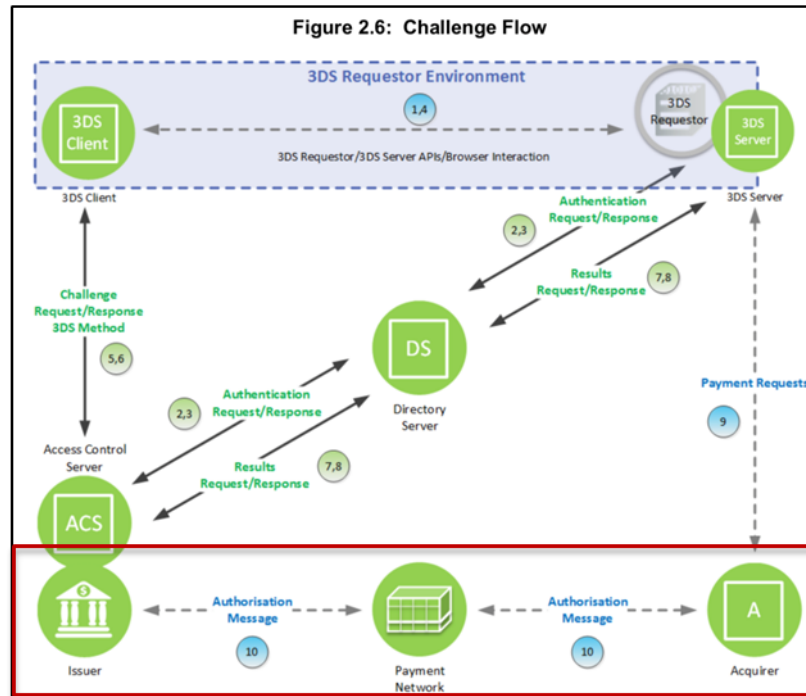 Figure 2.6: Challenge Flow
3DS Requestor Environment
3DS
Client
1,4
3DS
Requestor
3DS
Server
3DS Requestor/3DS Server APIs/Browser Interaction
3DS Client
3DS Server
Authentication
Request/Response
2,3
Results
Request/Response
7,8
Challenge
Request/Response
3DS Method
5,6
DS
Directory
Server
Payment Requests
9
2,3
Authentication
Request/Response
Results
Request/Response
7,8
Access Control
Server
ACS
$
Authorisation
Message
10
Authorisation
Message
10
A
Issuer
Payment
Network
Acquirer